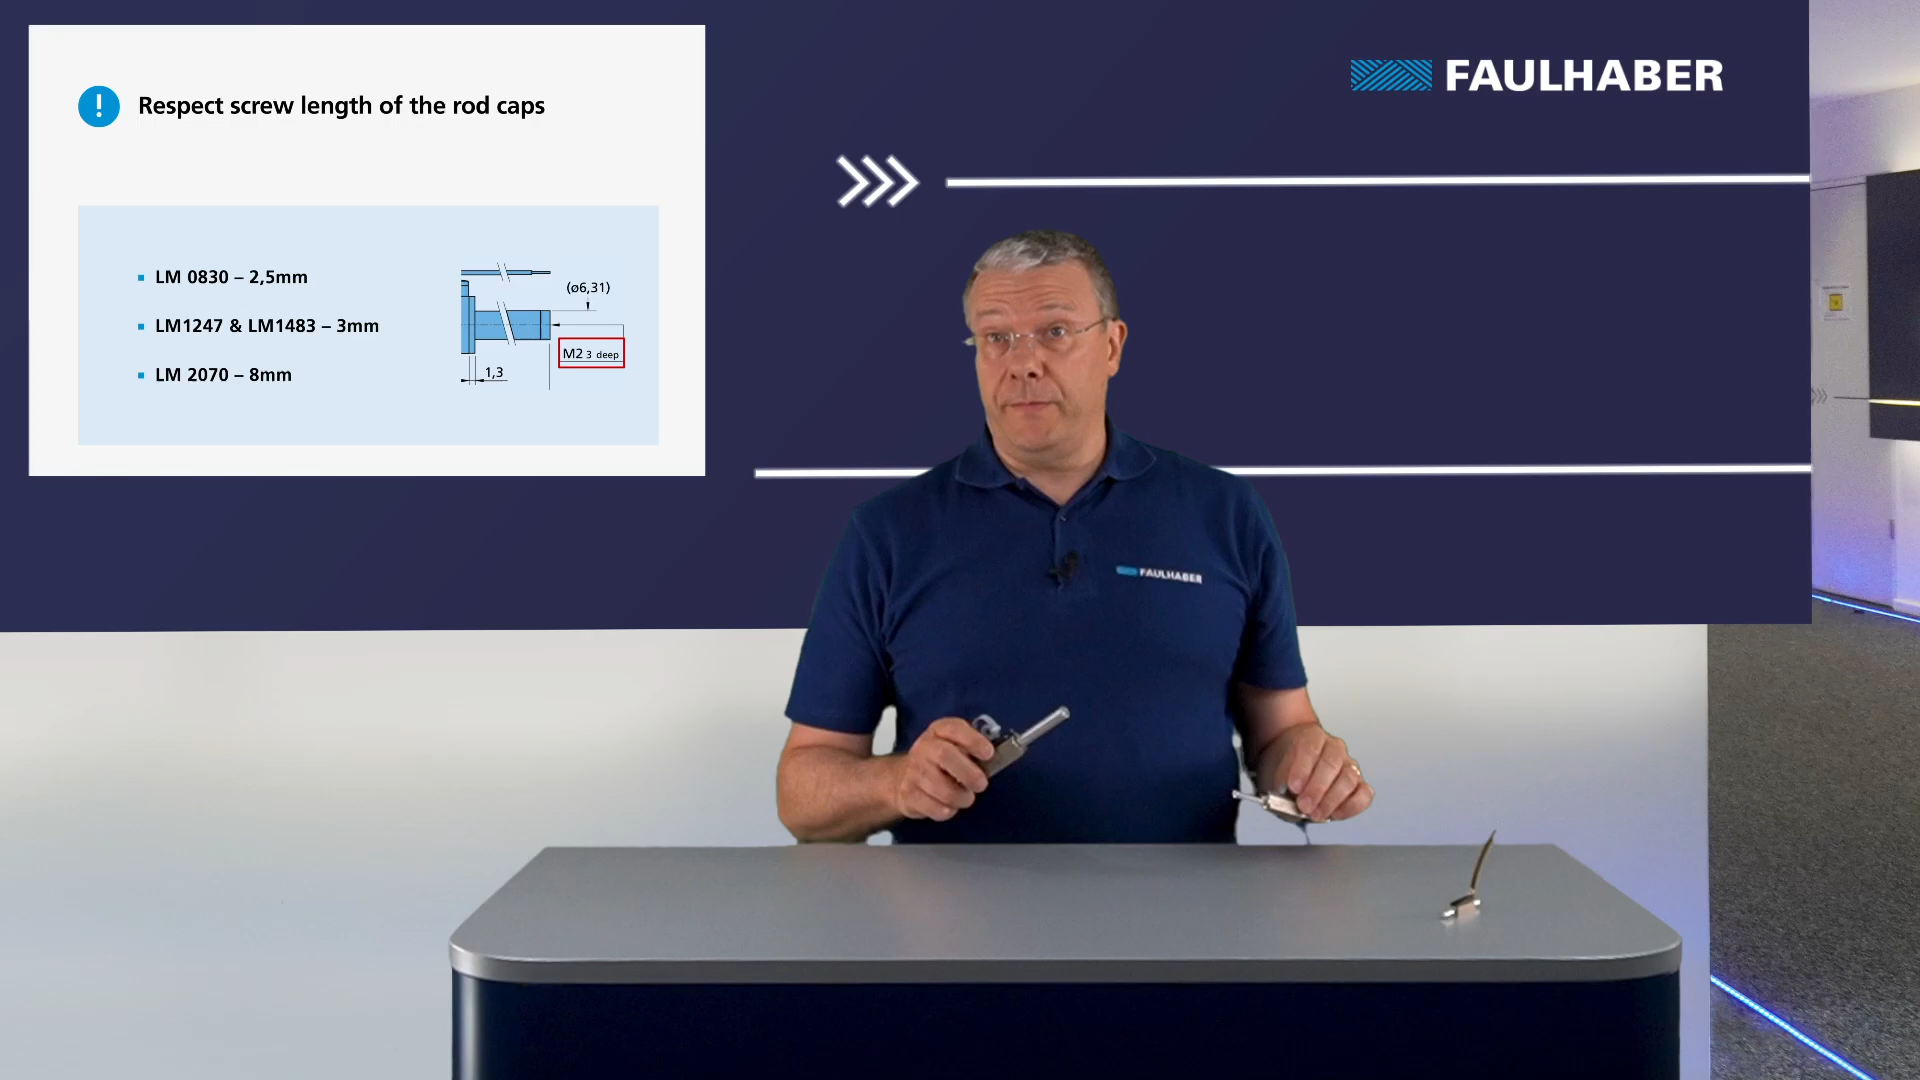 ! Respect screw length of the rod caps
FAULHABER
LM 0830 – 2,5mm
LM1247 & LM1483 – 3mm
LM 2070 – 8mm
(ø6,31)
M2 3 deep
1,3
FAULHABER